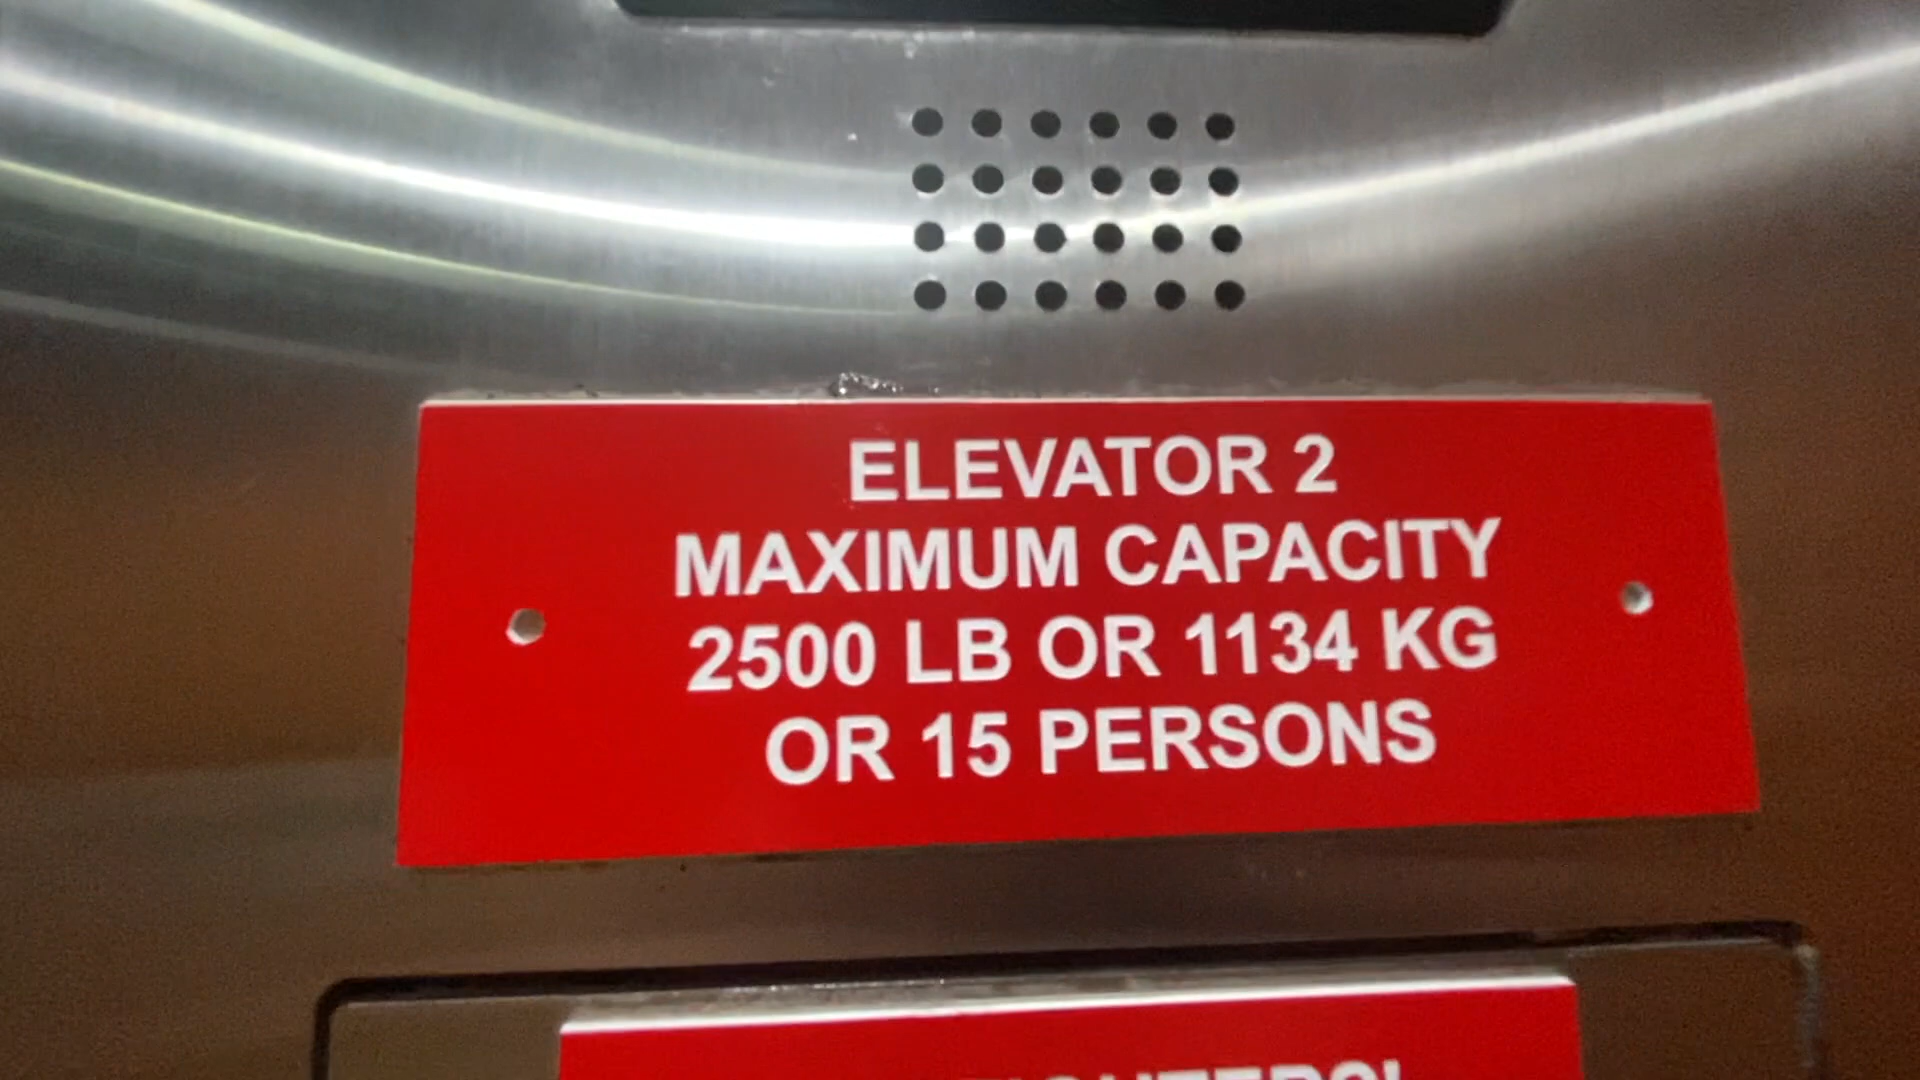 ELEVATOR 2
MAXIMUM CAPACITY
2500 LB OR 1134 KG
OR 15 PERSONS